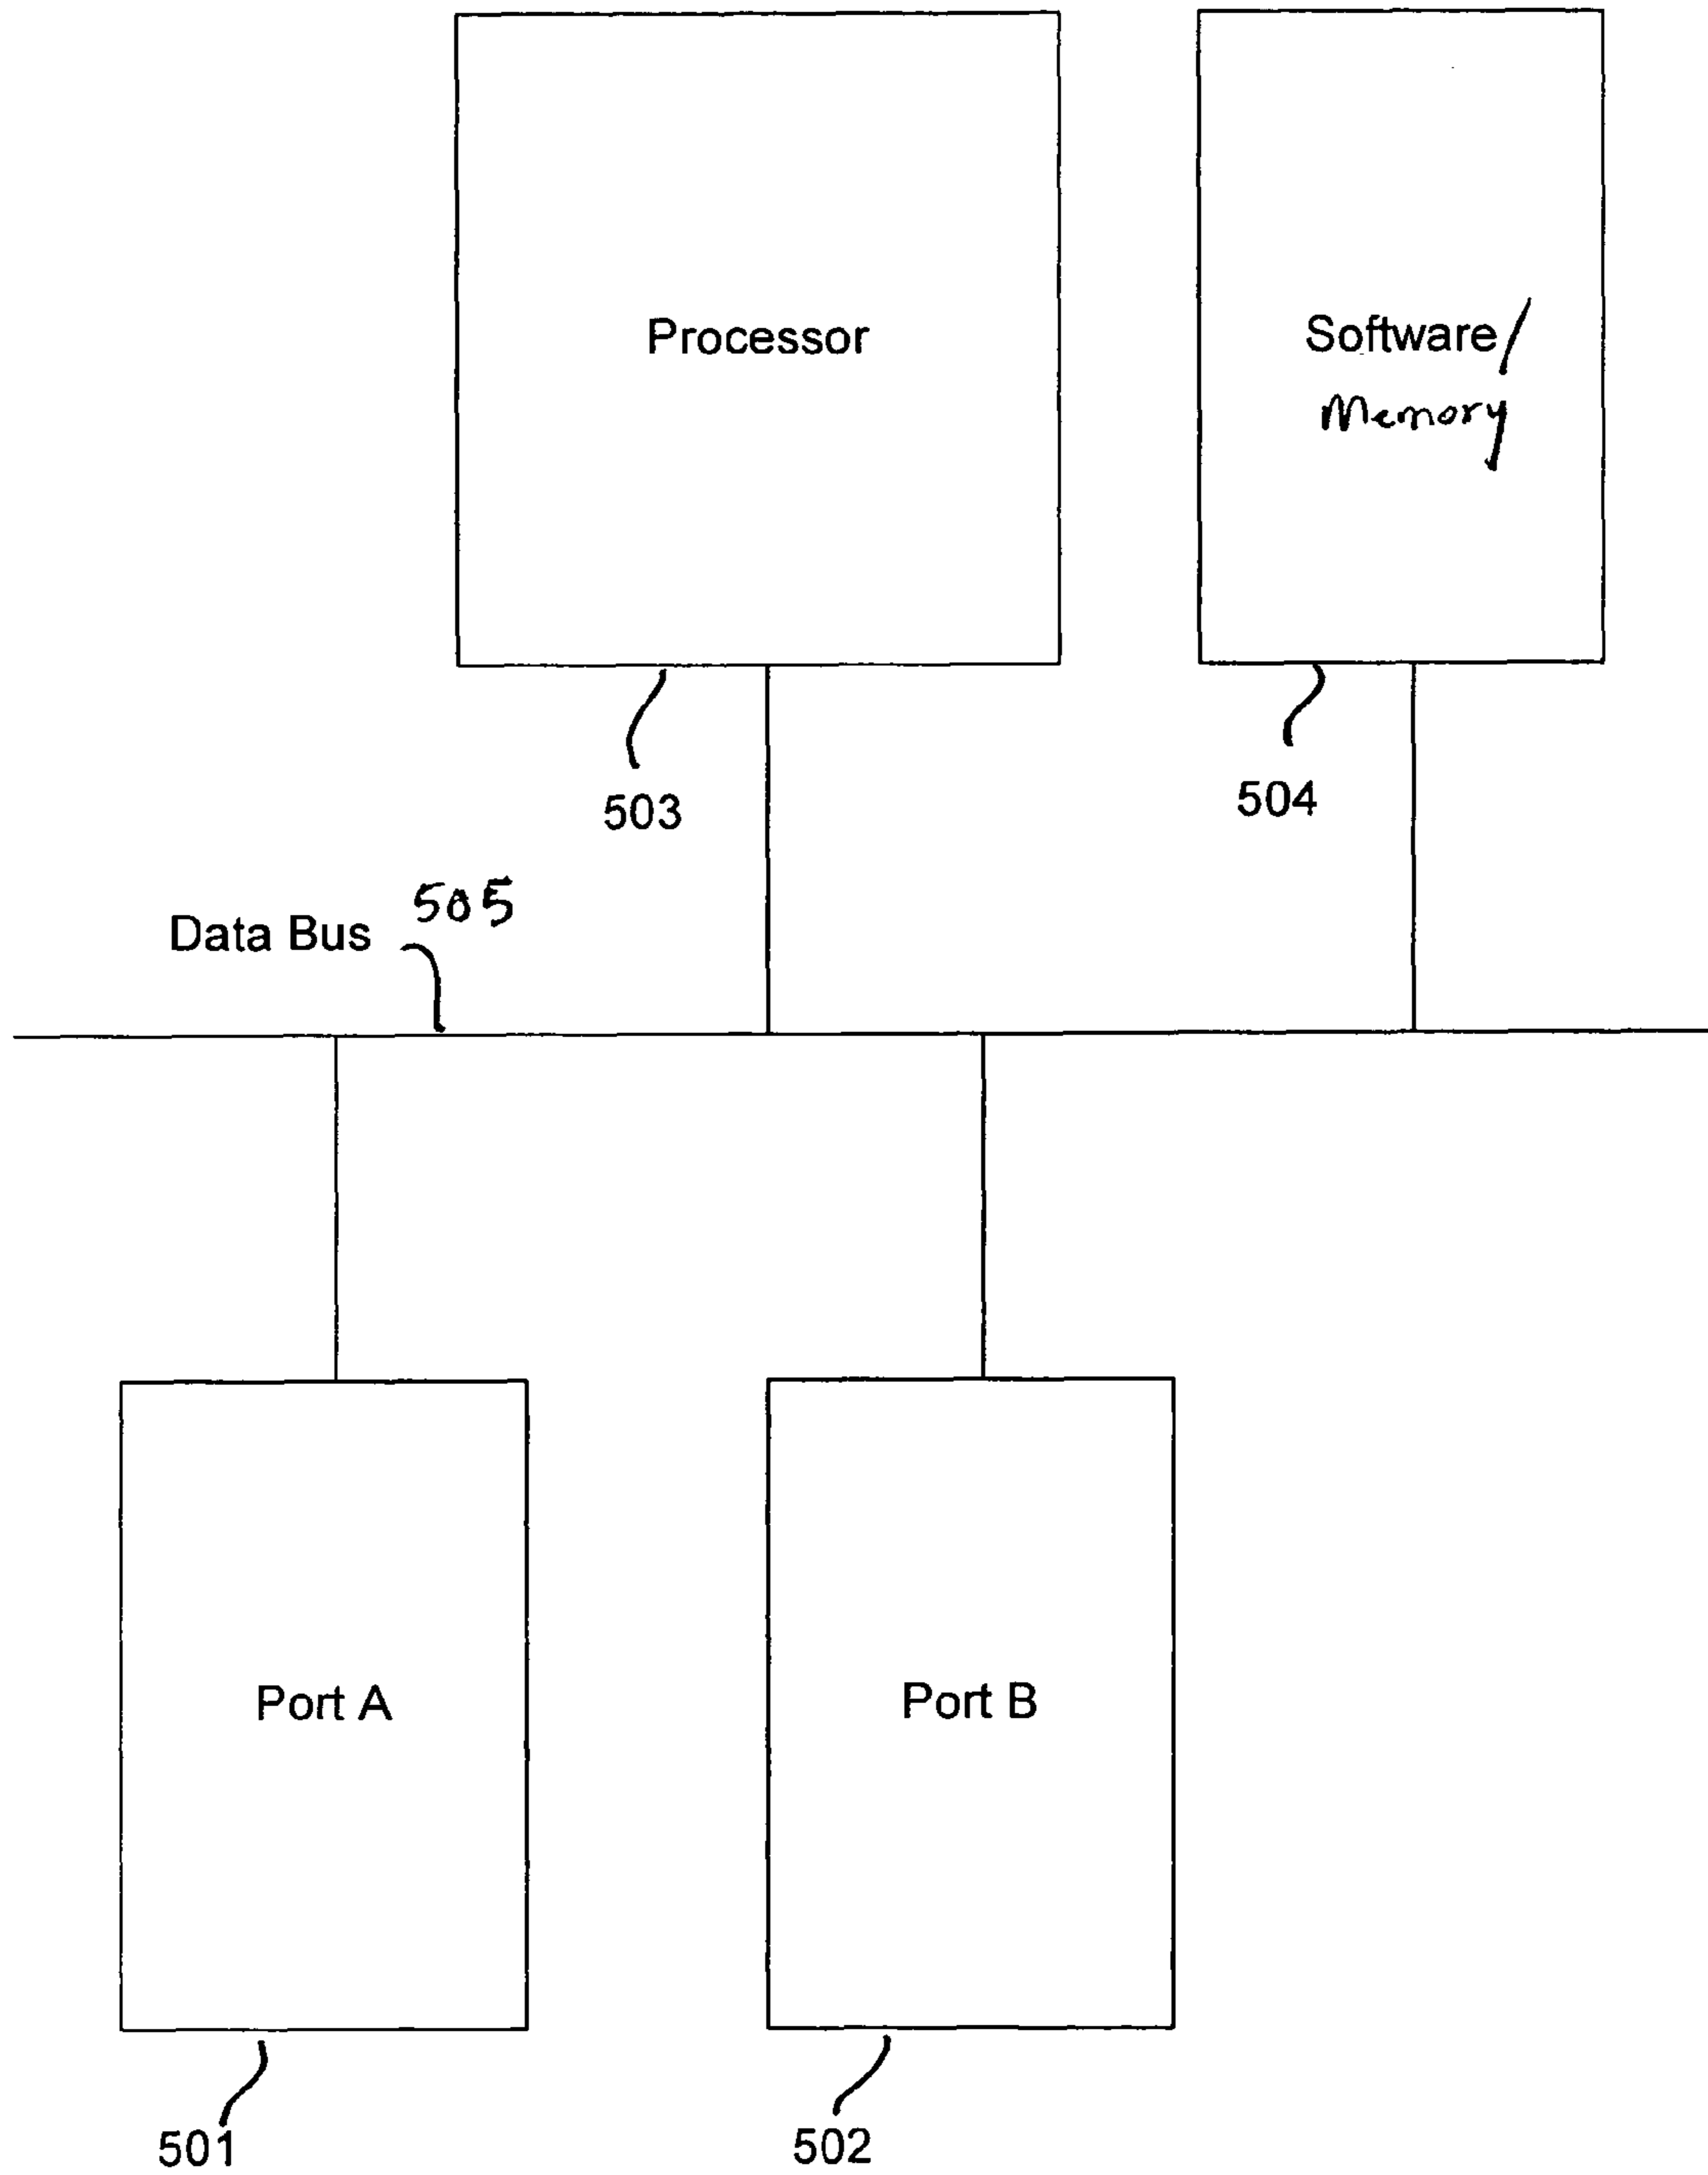 Processor
Software/
Memory
503
504
Data Bus 505
Port A
Port B
501
502